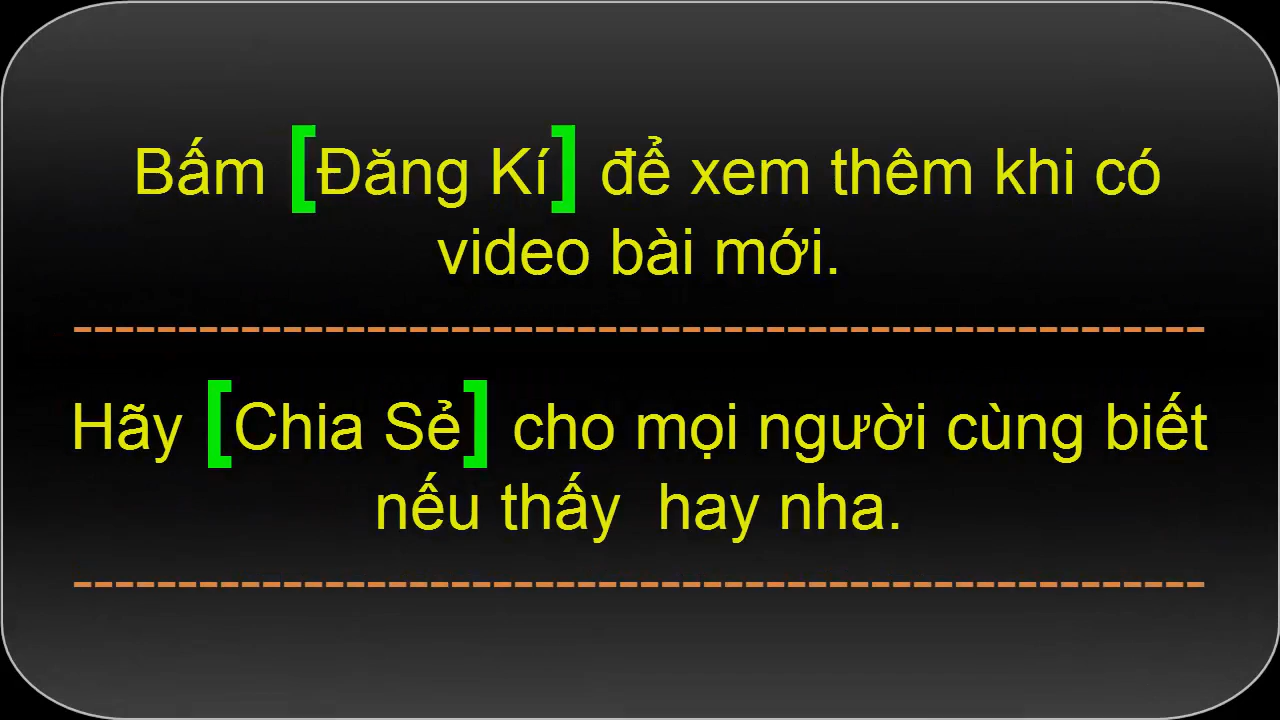 Bấm [Đăng Kí] để xem thêm khi có
video bài mới.
------------------------------------------------------
Hãy [Chia Sẻ] cho mọi người cùng biết
nếu thấy  hay nha.
------------------------------------------------------